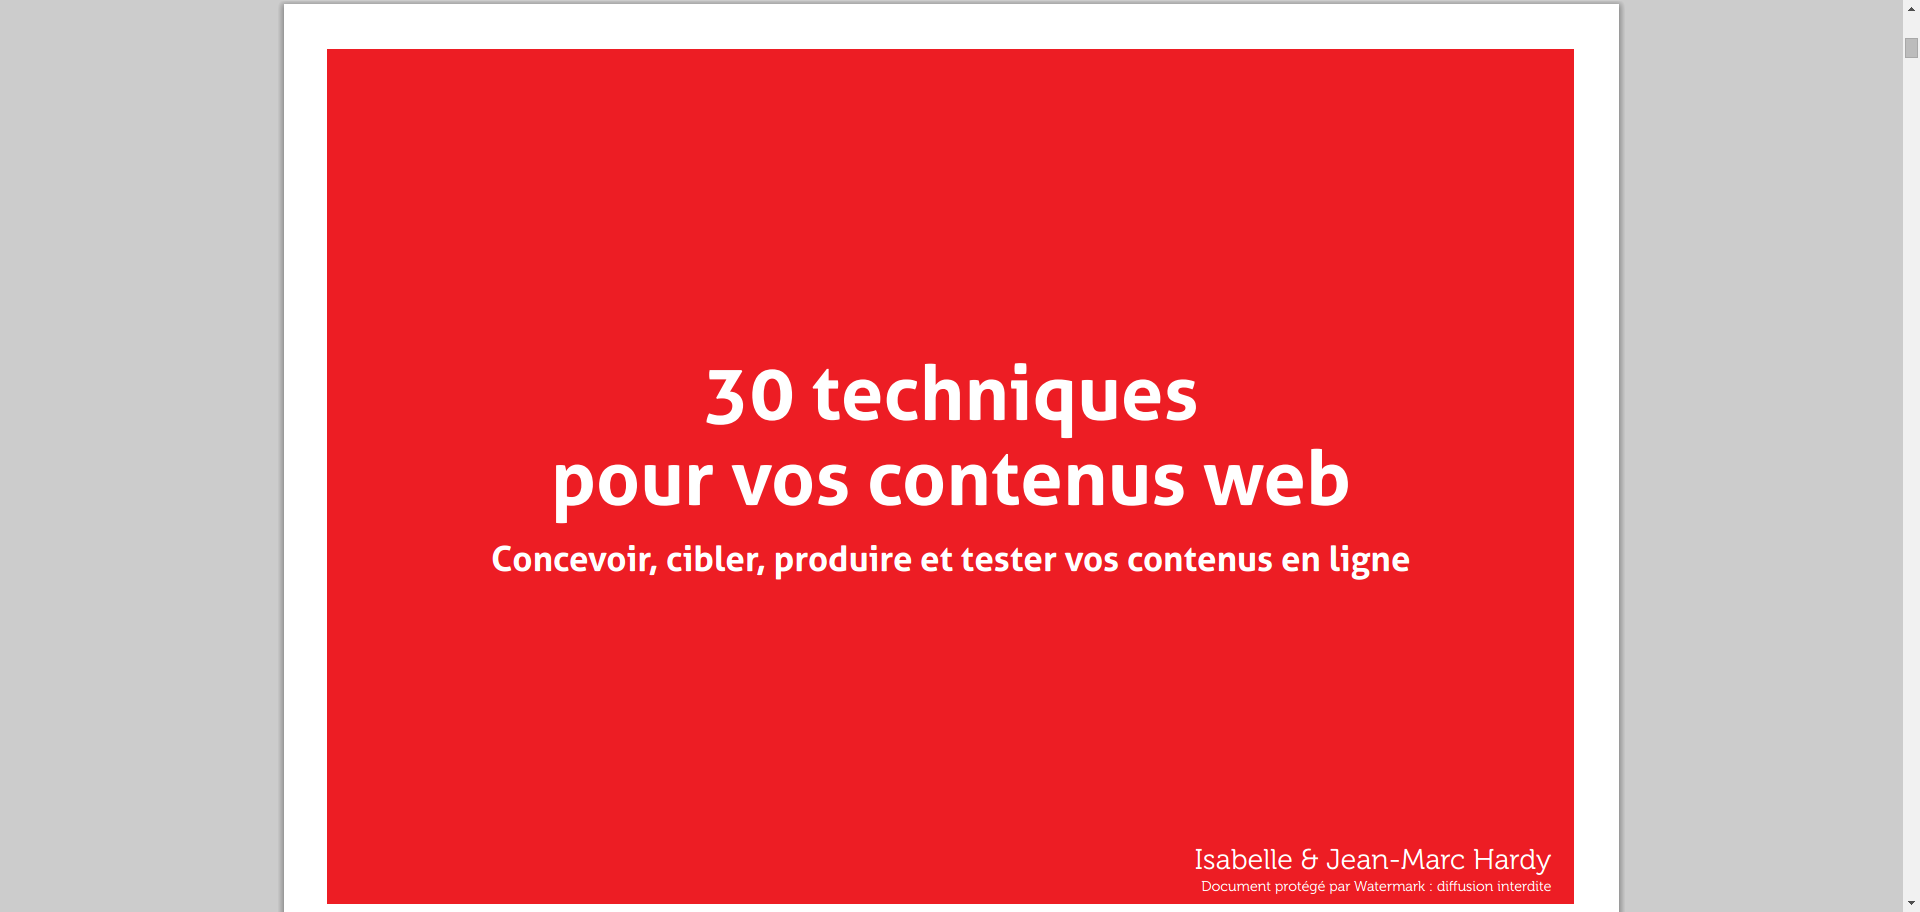 30 techniques
pour vos contenus web
Concevoir, cibler, produire et tester vos contenus en ligne
Isabelle & Jean-Marc Hardy
Document protégé par Watermark : diffusion interdite